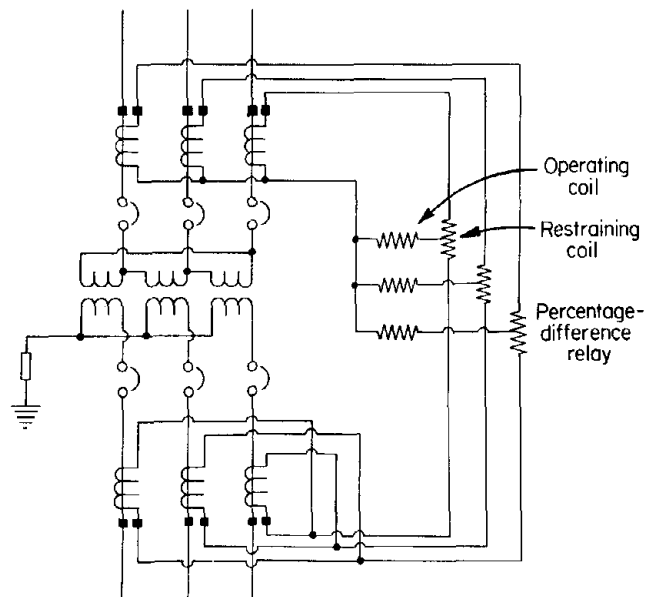 Operating
coil
Restraining
coil
Percentage-
difference
relay